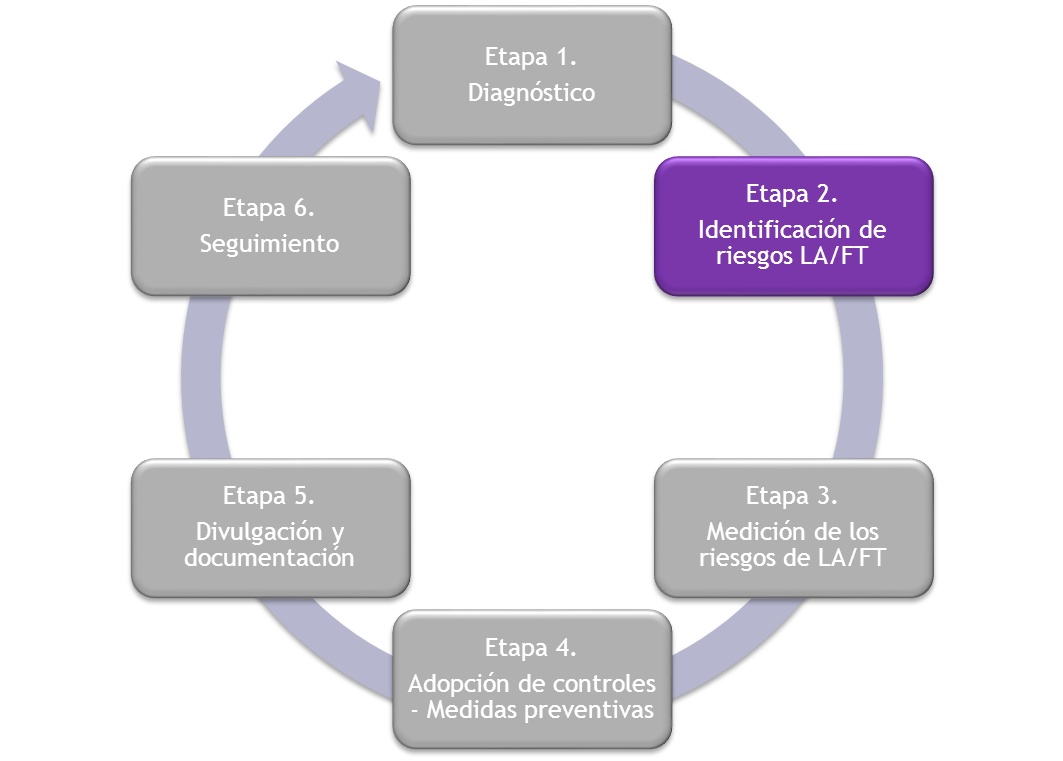 Etapa 1.
Diagnóstico
Etapa 2.
Identificación de
riesgos LA/FT
Etapa 3.
Medición de los
riesgos de LA/FT
Etapa 4.
Adopción de controles
- Medidas preventivas
Etapa 5.
Divulgación y
documentación
Etapa 6.
Seguimiento